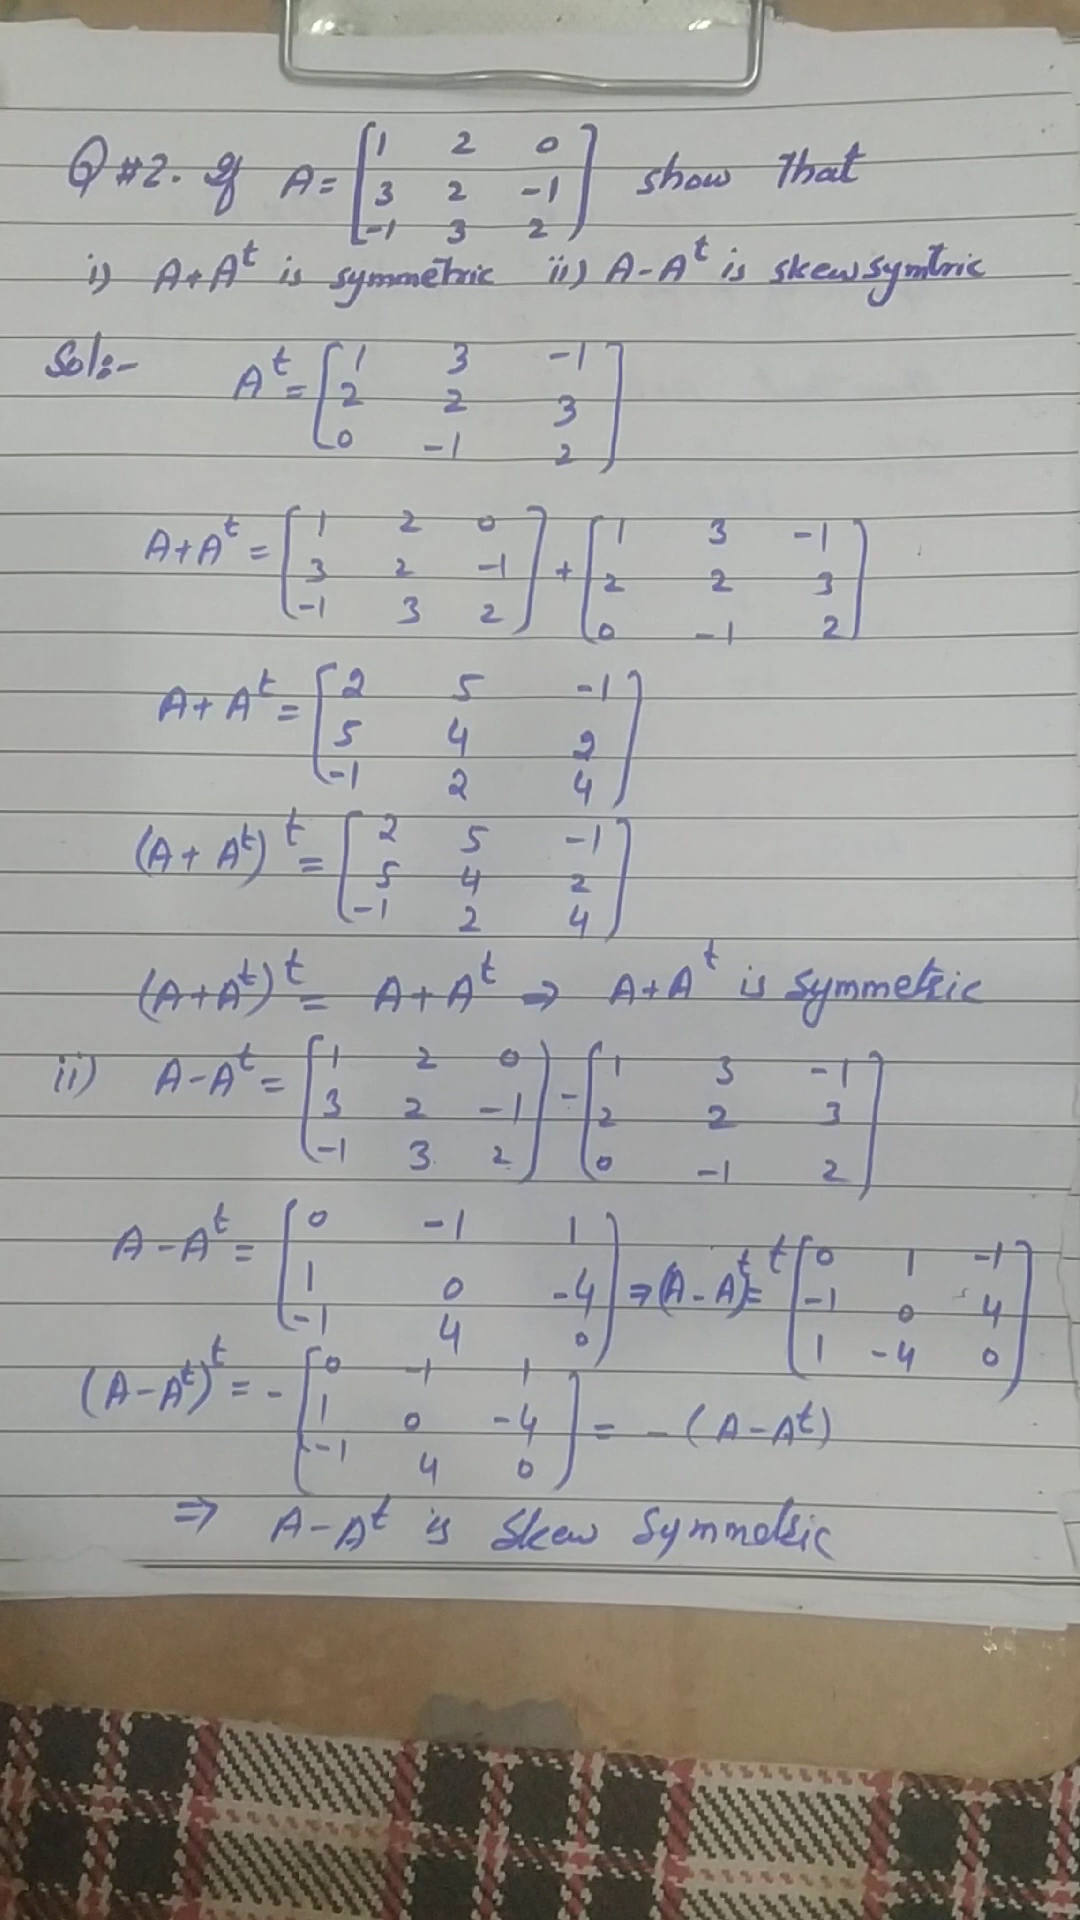 Q #2. If A = [1 2 0
3 2 -1
-1 3 2] show that
i) A+A^t is symmetric ii) A-A^t is skew symtric
Sol:- A^t = [1 3 -1
2 2 3
0 -1 2]
A+A^t = [1 2 0
3 2 -1
-1 3 2] + [1 3 -1
2 2 3
0 -1 2]
A+A^t = [2 5 -1
5 4 2
-1 2 4]
(A+A^t)^t = [2 5 -1
5 4 2
-1 2 4]
(A+A^t)^t = A+A^t ⇒ A+A^t is symmetric
ii) A-A^t = [1 2 0
3 2 -1
-1 3 2] - [1 3 -1
2 2 3
0 -1 2]
A-A^t = [0 -1 1
1 0 -4
-1 4 0] ⇒ (A-A^t)^t = [0 1 -1
-1 0 4
1 -4 0]
(A-A^t)^t = -[0 -1 1
1 0 -4
-1 4 0] = -(A-A^t)
⇒ A-A^t is Skew Symmetric